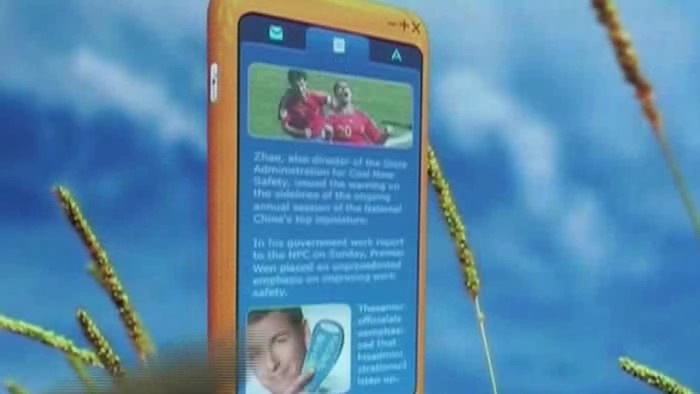 A
20
Zhao, also director of the State
Administration for Coal Mine
Safety, issued the warning on
the sidelines of the ongoing
annual session of the National
China's top legislature.
In his government work report
to the NPC on Sunday, Premier
Wen placed an unprecedented
emphasis on improving work
safety.
officials
that